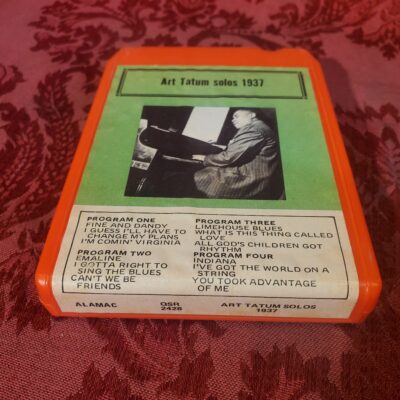 Art Tatum solos 1937
PROGRAM ONE
FINE AND DANDY
I GUESS I'LL HAVE TO
CHANGE MY PLANS
I'M COMIN' VIRGINIA
PROGRAM TWO
EMALINE
I GOTTA RIGHT TO
SING THE BLUES
CAN'T WE BE
FRIENDS
PROGRAM THREE
LIMEHOUSE BLUES
WHAT IS THIS THING CALLED
LOVE
ALL GOD'S CHILDREN GOT
RHYTHM
PROGRAM FOUR
INDIANA
I'VE GOT THE WORLD ON A
STRING
YOU TOOK ADVANTAGE
OF ME
ALAMAC
QSR
2428
ART TATUM SOLOS
1937